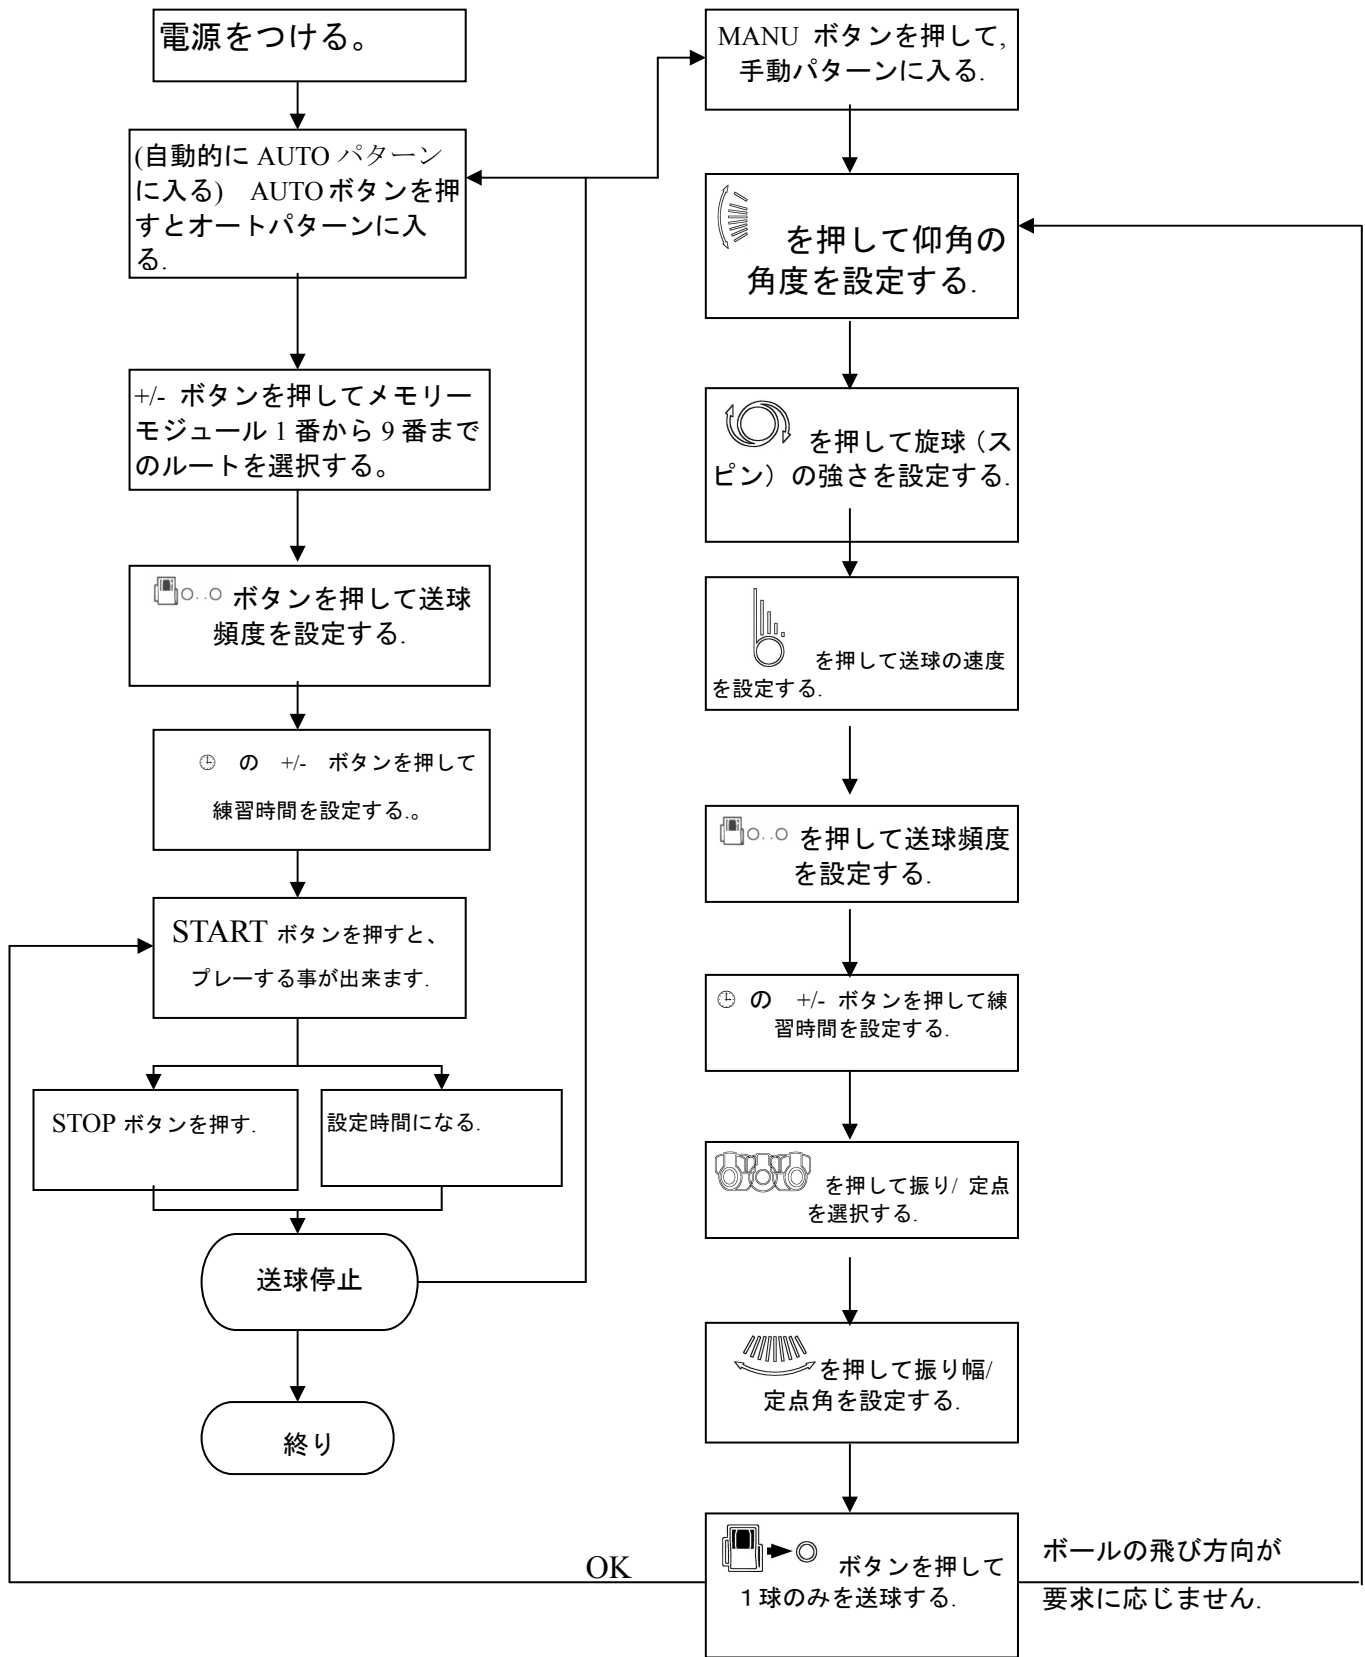 電源をつける。
(自動的に AUTO パターン
に入る) AUTO ボタンを押
すとオートパターンに入
る.
+/- ボタンを押してメモリー
モジュール 1 番から 9 番まで
のルートを選択する。
ボタンを押して送球
頻度を設定する.
の +/- ボタンを押して
練習時間を設定する.。
START ボタンを押すと、
プレーする事が出来ます.
STOP ボタンを押す.
設定時間になる.
送球停止
終り
MANU ボタンを押して,
手動パターンに入る.
を押して仰角の
角度を設定する.
を押して旋球（ス
ピン）の強さを設定する.
を押して送球の速度
を設定する.
を押して送球頻度
を設定する.
の +/- ボタンを押して練
習時間を設定する.
を押して振り/ 定点
を選択する.
を押して振り幅/
定点角を設定する.
ボタンを押して
１球のみを送球する.
OK
ボールの飛び方向が
要求に応じません.